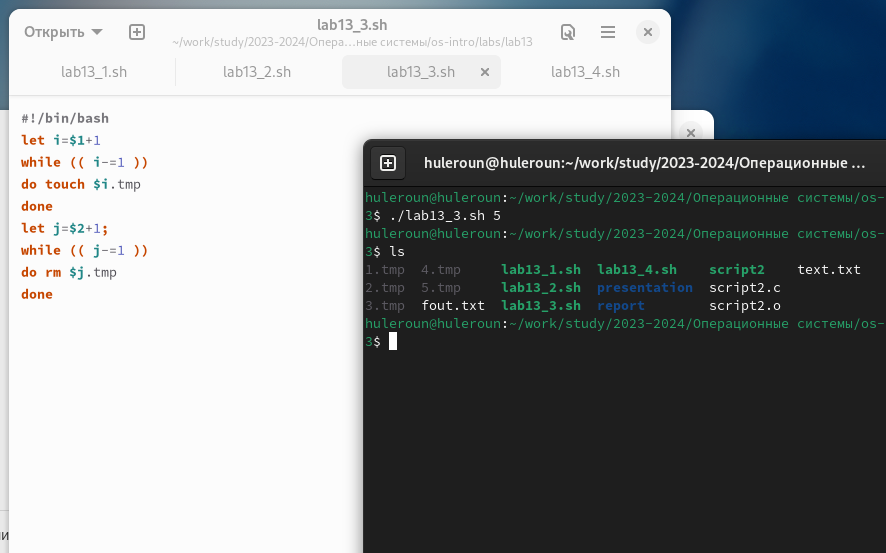 lab13_3.sh
Открыть
~/work/study/2023-2024/Опера…ные системы/os-intro/labs/lab13
lab13_1.sh lab13_2.sh lab13_3.sh lab13_4.sh
#!/bin/bash
let i=$1+1
while (( i-=1 ))
do touch $i.tmp
done
let j=$2+1;
while (( j-=1 ))
do rm $j.tmp
done
huleroun@huleroun:~/work/study/2023-2024/Операционные …
huleroun@huleroun:~/work/study/2023-2024/Операционные системы/os-
3$ ./lab13_3.sh 5
huleroun@huleroun:~/work/study/2023-2024/Операционные системы/os-
3$ ls
1.tmp 4.tmp lab13_1.sh lab13_4.sh script2 text.txt
2.tmp 5.tmp lab13_2.sh presentation script2.c
3.tmp fout.txt lab13_3.sh report script2.o
huleroun@huleroun:~/work/study/2023-2024/Операционные системы/os-
3$